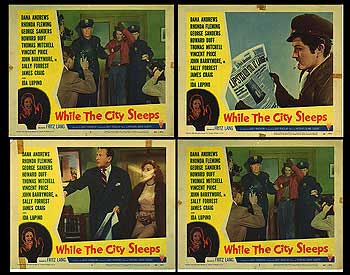 DANA ANDREWS
RHONDA FLEMING
GEORGE SANDERS
HOWARD DUFF
THOMAS MITCHELL
VINCENT PRICE
JOHN BARRYMORE, JR.
SALLY FORREST
JAMES CRAIG
IDA LUPINO
While The City Sleeps
FRITZ LANG
DANA ANDREWS
RHONDA FLEMING
GEORGE SANDERS
HOWARD DUFF
THOMAS MITCHELL
VINCENT PRICE
JOHN BARRYMORE, JR.
SALLY FORREST
JAMES CRAIG
IDA LUPINO
While The City Sleeps
FRITZ LANG
DANA ANDREWS
RHONDA FLEMING
GEORGE SANDERS
HOWARD DUFF
THOMAS MITCHELL
VINCENT PRICE
JOHN BARRYMORE, JR.
SALLY FORREST
JAMES CRAIG
IDA LUPINO
While The City Sleeps
FRITZ LANG
DANA ANDREWS
RHONDA FLEMING
GEORGE SANDERS
HOWARD DUFF
THOMAS MITCHELL
VINCENT PRICE
JOHN BARRYMORE, JR.
SALLY FORREST
JAMES CRAIG
IDA LUPINO
While The City Sleeps
FRITZ LANG